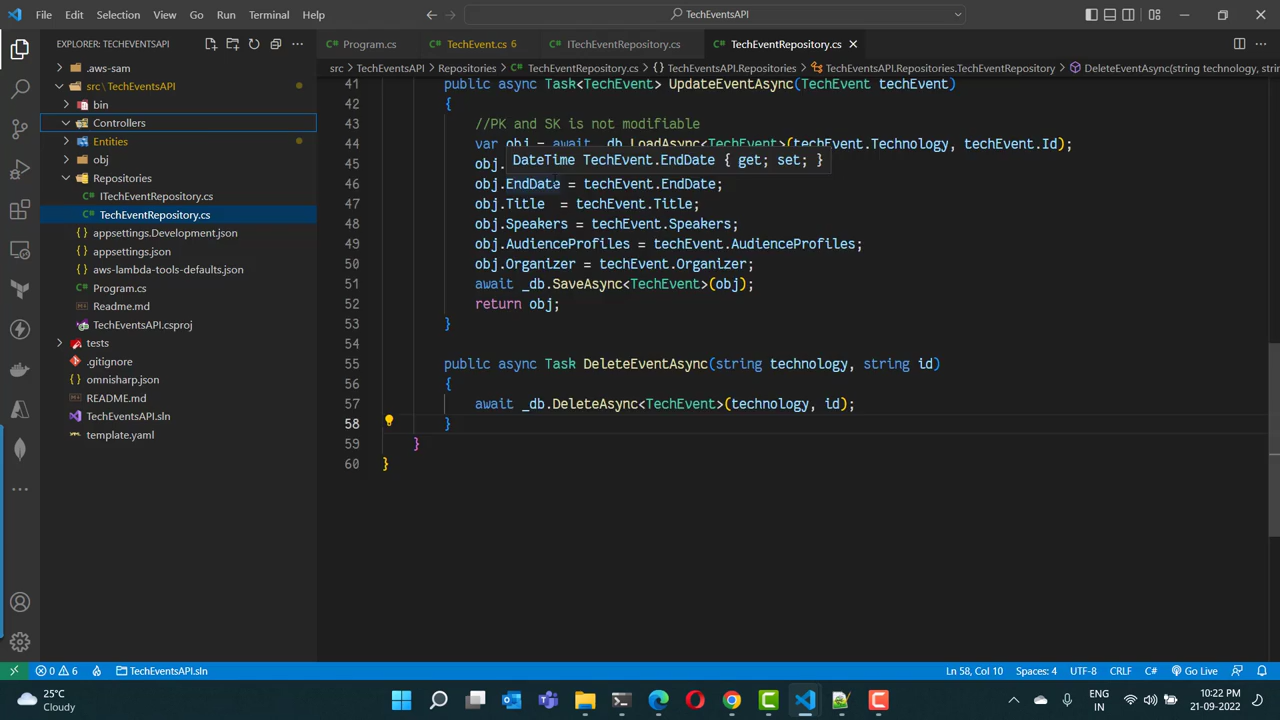 File Edit Selection View Go Run Terminal Help
TechEventsAPI
EXPLORER: TECHEVENTSAPI
Program.cs
TechEvent.cs 6
ITechEventRepository.cs
TechEventRepository.cs
src > TechEventsAPI > Repositories > TechEventRepository.cs > {} TechEventsAPI.Repositories > TechEventsAPI.Repositories.TechEventRepository > DeleteEventAsync(string technology, string
.aws-sam
src \ TechEventsAPI
bin
Controllers
Entities
obj
Repositories
ITechEventRepository.cs
TechEventRepository.cs
appsettings.Development.json
appsettings.json
aws-lambda-tools-defaults.json
Program.cs
Readme.md
TechEventsAPI.csproj
tests
.gitignore
omnisharp.json
README.md
TechEventsAPI.sln
template.yaml
41 public async Task<TechEvent> UpdateEventAsync(TechEvent techEvent)
42 {
43 //PK and SK is not modifiable
44 var obj = await _db.LoadAsync<TechEvent>(techEvent.Technology, techEvent.Id);
DateTime TechEvent.EndDate { get; set; }
45 obj.
46 obj.EndDate = techEvent.EndDate;
47 obj.Title = techEvent.Title;
48 obj.Speakers = techEvent.Speakers;
49 obj.AudienceProfiles = techEvent.AudienceProfiles;
50 obj.Organizer = techEvent.Organizer;
51 await _db.SaveAsync<TechEvent>(obj);
52 return obj;
53 }
54
55 public async Task DeleteEventAsync(string technology, string id)
56 {
57 await _db.DeleteAsync<TechEvent>(technology, id);
58 }
59 }
60 }
0 6 TechEventsAPI.sln
Ln 58, Col 10 Spaces: 4 UTF-8 CRLF C# Go Live
25°C
Cloudy
ENG
IN
10:22 PM
21-09-2022